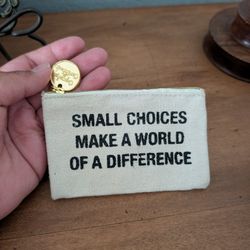 SMALL CHOICES
MAKE A WORLD
OF A DIFFERENCE